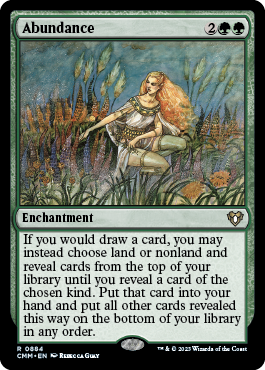 Abundance 2
Enchantment
If you would draw a card, you may
instead choose land or nonland and
reveal cards from the top of your
library until you reveal a card of the
chosen kind. Put that card into your
hand and put all other cards revealed
this way on the bottom of your library
in any order.
R 0864
CMM • EN Rebecca Guay
™ & © 2023 Wizards of the Coast